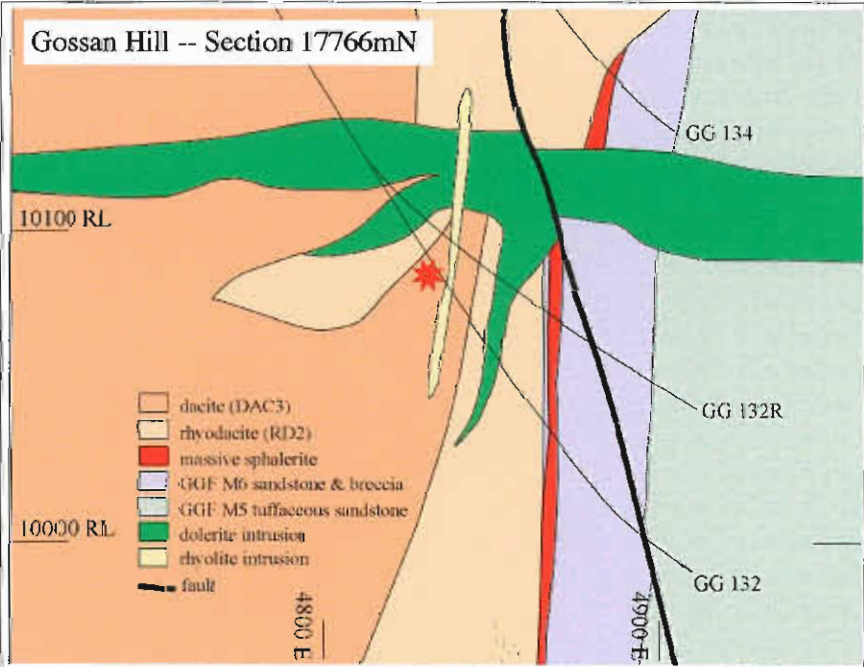 Gossan Hill -- Section 17766mN
GG 134
10100 RL
GG 132R
dacite (DAC3)
rhyodacite (RD2)
massive sphalerite
GGF M6 sandstone & breccia
GGF M5 tuffaceous sandstone
dolerite intrusion
rhyolite intrusion
fault
10000 RL
GG 132
4800 E
4900 E